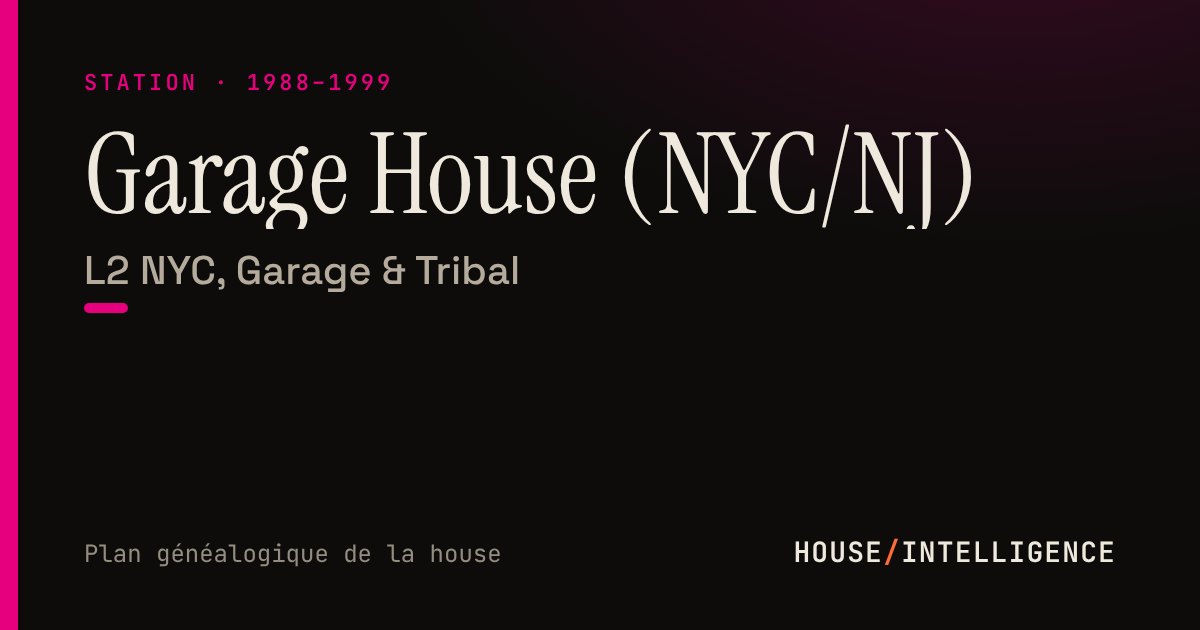 STATION · 1988–1999
Garage House (NYC/NJ)
L2 NYC, Garage & Tribal
Plan généalogique de la house
HOUSE/INTELLIGENCE